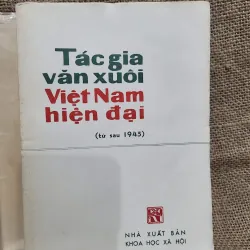 Tác gia
văn xuôi
Việt Nam
hiện đại
(từ sau 1945)
NHÀ XUẤT BẢN
KHOA HỌC XÃ HỘI